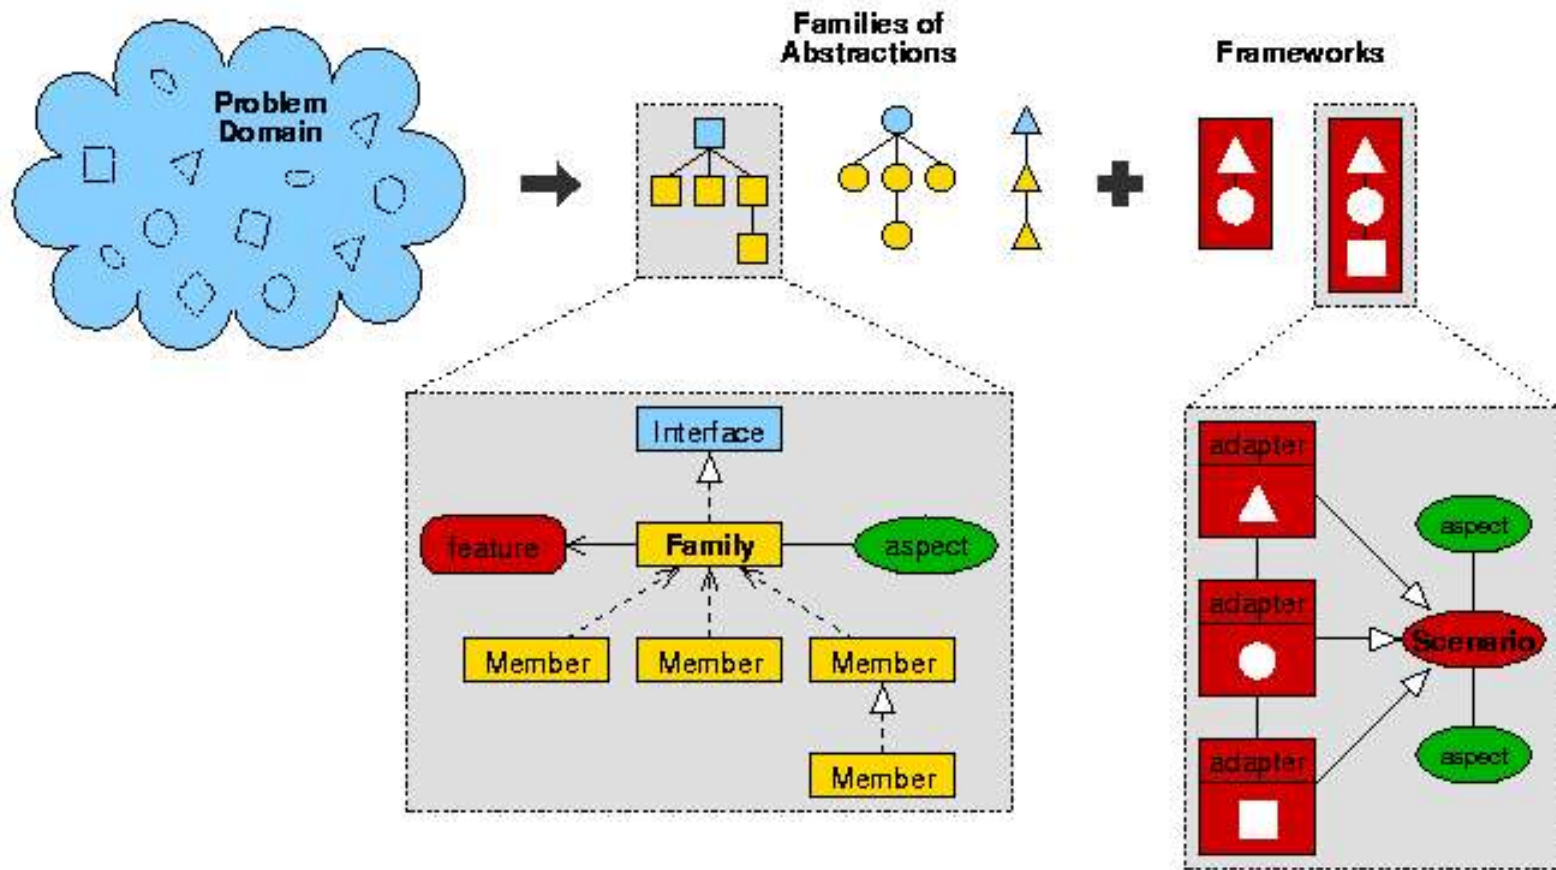 Families of
Abstractions
Frameworks
Problem
Domain
Interface
feature
Family
aspect
Member
Member
Member
Member
adapter
adapter
adapter
aspect
Scenario
aspect